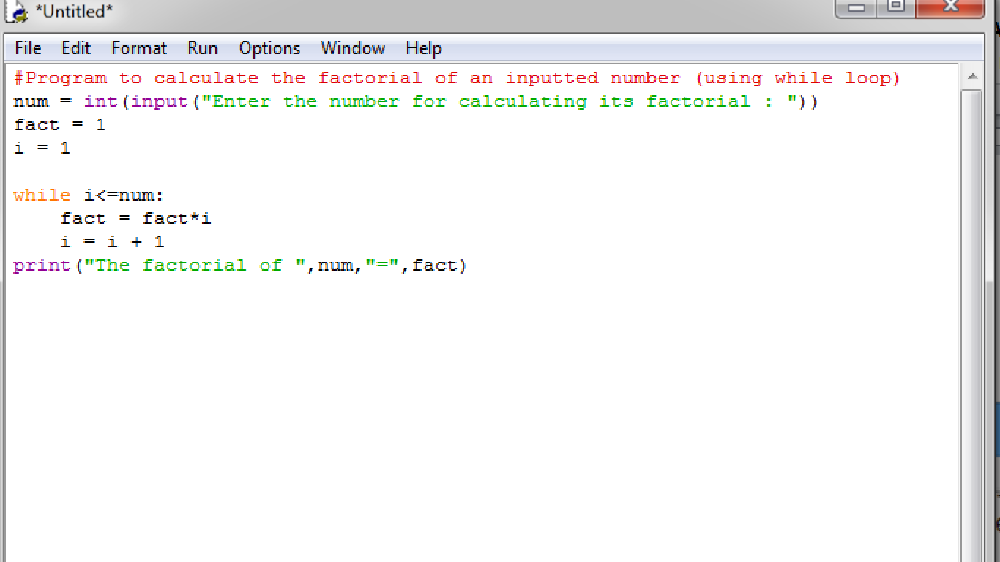 *Untitled*
File Edit Format Run Options Window Help
#Program to calculate the factorial of an inputted number (using while loop)
num = int(input("Enter the number for calculating its factorial : "))
fact = 1
i = 1

while i<=num:
    fact = fact*i
    i = i + 1
print("The factorial of ",num,"=",fact)